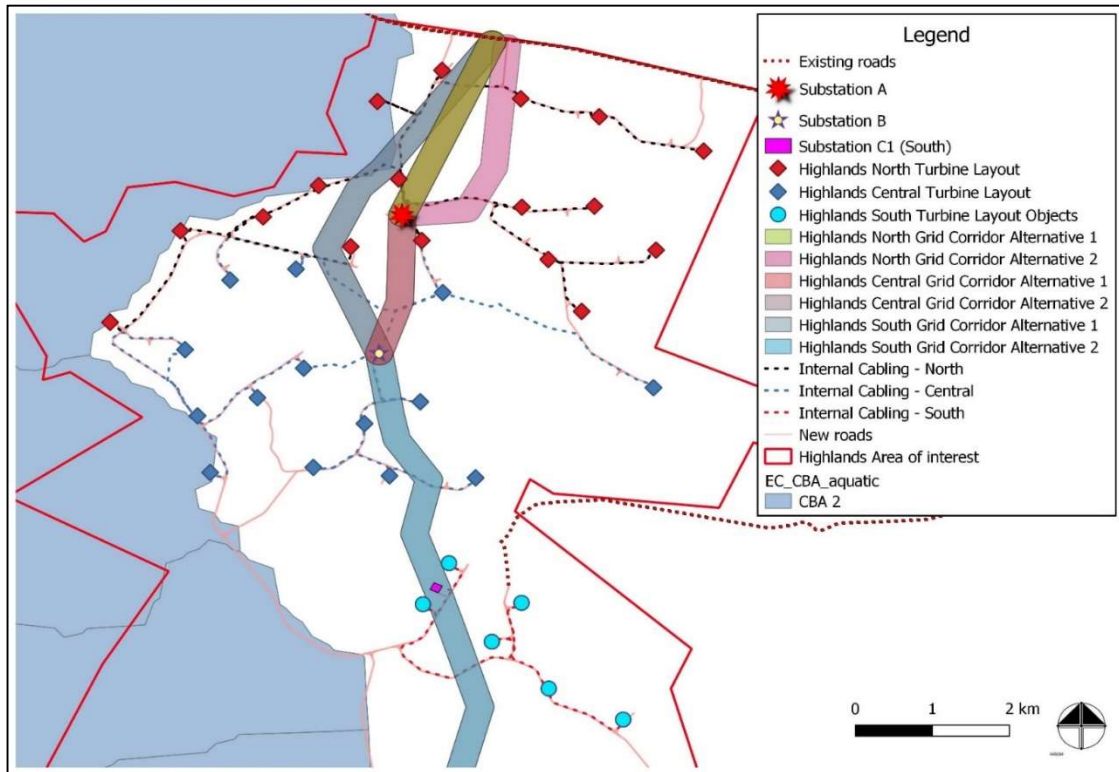 Legend
Existing roads
Substation A
Substation B
Substation C1 (South)
Highlands North Turbine Layout
Highlands Central Turbine Layout
Highlands South Turbine Layout Objects
Highlands North Grid Corridor Alternative 1
Highlands North Grid Corridor Alternative 2
Highlands Central Grid Corridor Alternative 1
Highlands Central Grid Corridor Alternative 2
Highlands South Grid Corridor Alternative 1
Highlands South Grid Corridor Alternative 2
Internal Cabling - North
Internal Cabling - Central
Internal Cabling - South
New roads
Highlands Area of interest
EC_CBA_aquatic
CBA 2
0 1 2 km